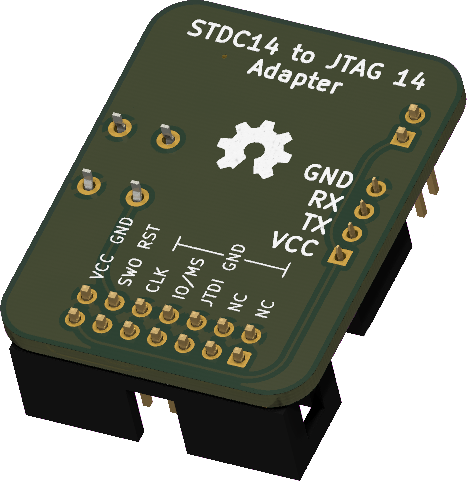 STDC14 to JTAG 14
Adapter
GND
RX
TX
VCC
VCC
GND
SWO
RST
CLK
IO/MS
JTDI
GND
NC
NC